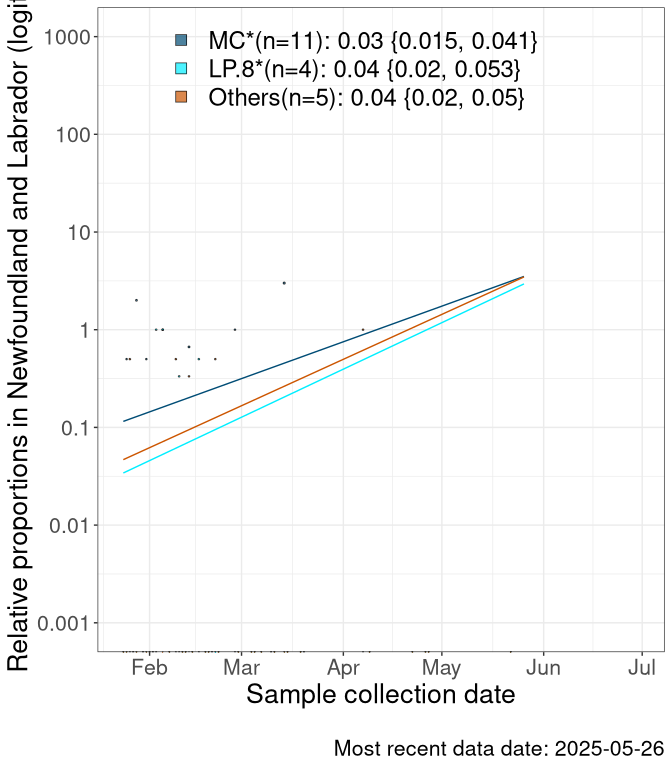 Relative proportions in Newfoundland and Labrador (logit
MC*(n=11): 0.03 {0.015, 0.041}
LP.8*(n=4): 0.04 {0.02, 0.053}
Others(n=5): 0.04 {0.02, 0.05}
1000
100
10
1
0.1
0.01
0.001
Feb Mar Apr May Jun Jul
Sample collection date
Most recent data date: 2025-05-26